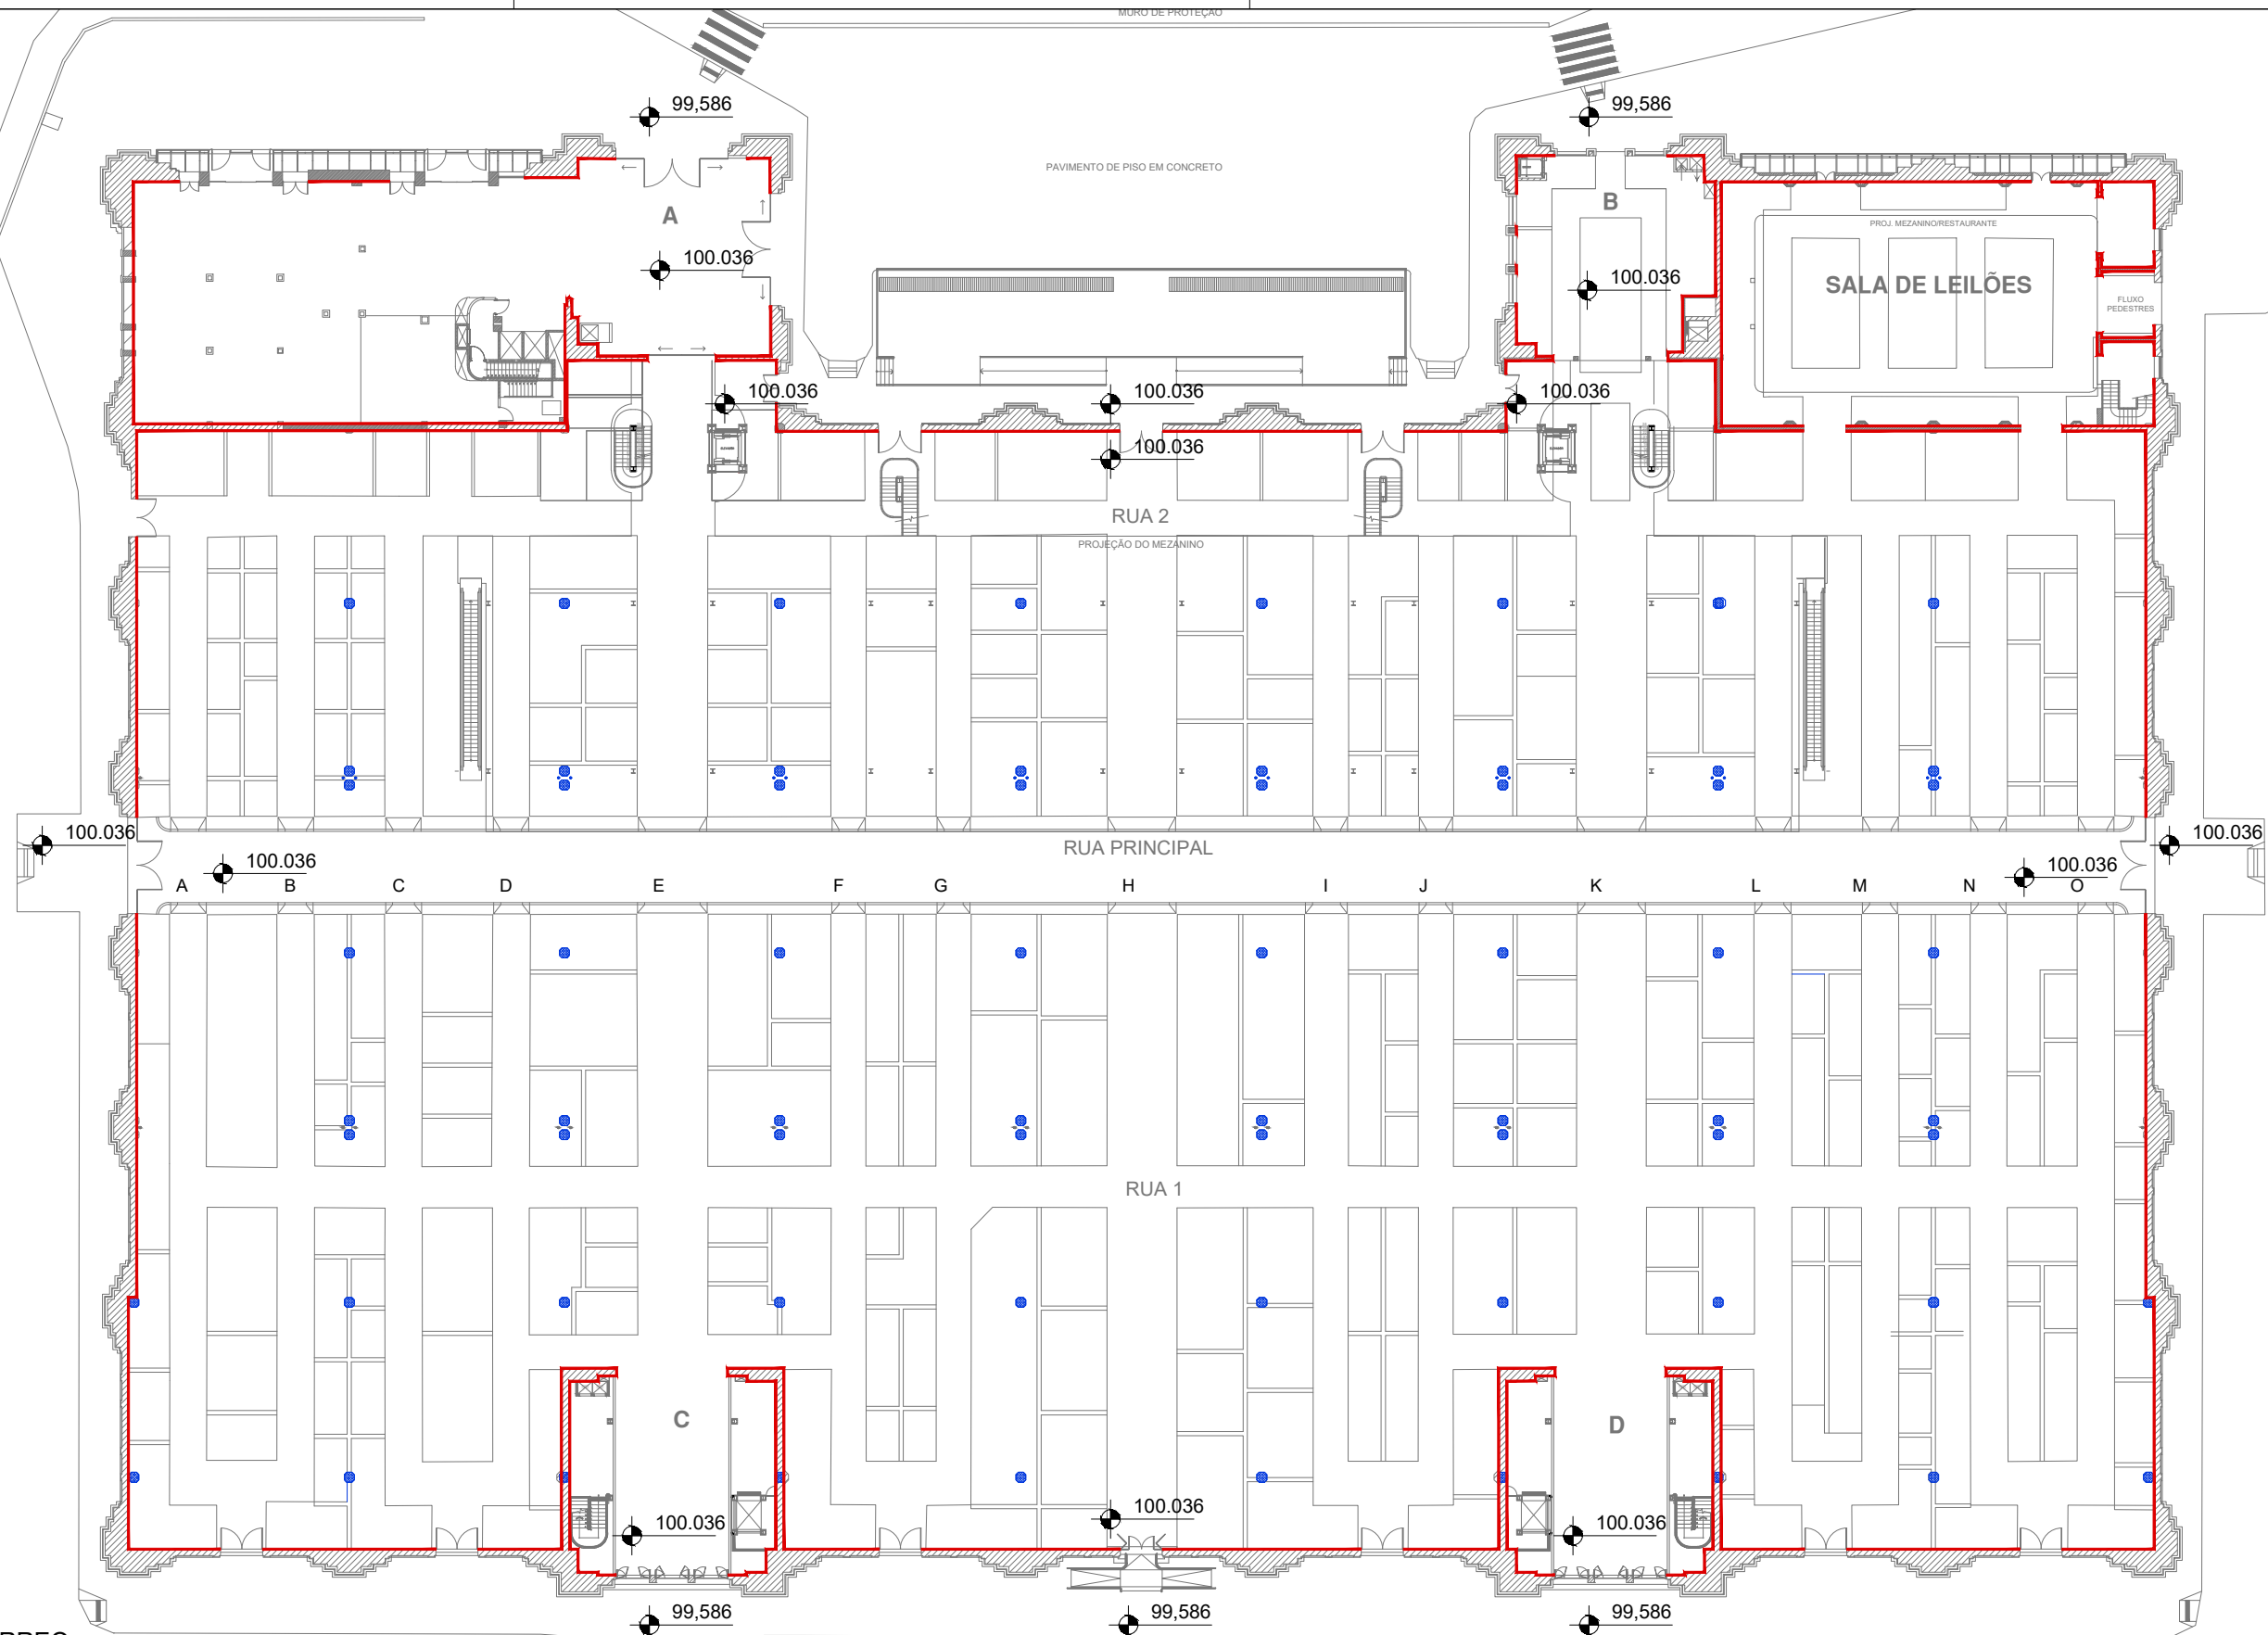 MURO DE PROTEÇÃO
99,586
99,586
PAVIMENTO DE PISO EM CONCRETO
A
B
PROJ. MEZANINO/RESTAURANTE
100.036
100.036
SALA DE LEILÕES
FLUXO
PEDESTRES
100.036
100.036
100.036
100.036
RUA 2
PROJEÇÃO DO MEZANINO
100.036
RUA PRINCIPAL
100.036
100.036
100.036
A
B
C
D
E
F
G
H
I
J
K
L
M
N
O
RUA 1
C
D
100.036
100.036
100.036
99,586
99,586
99,586